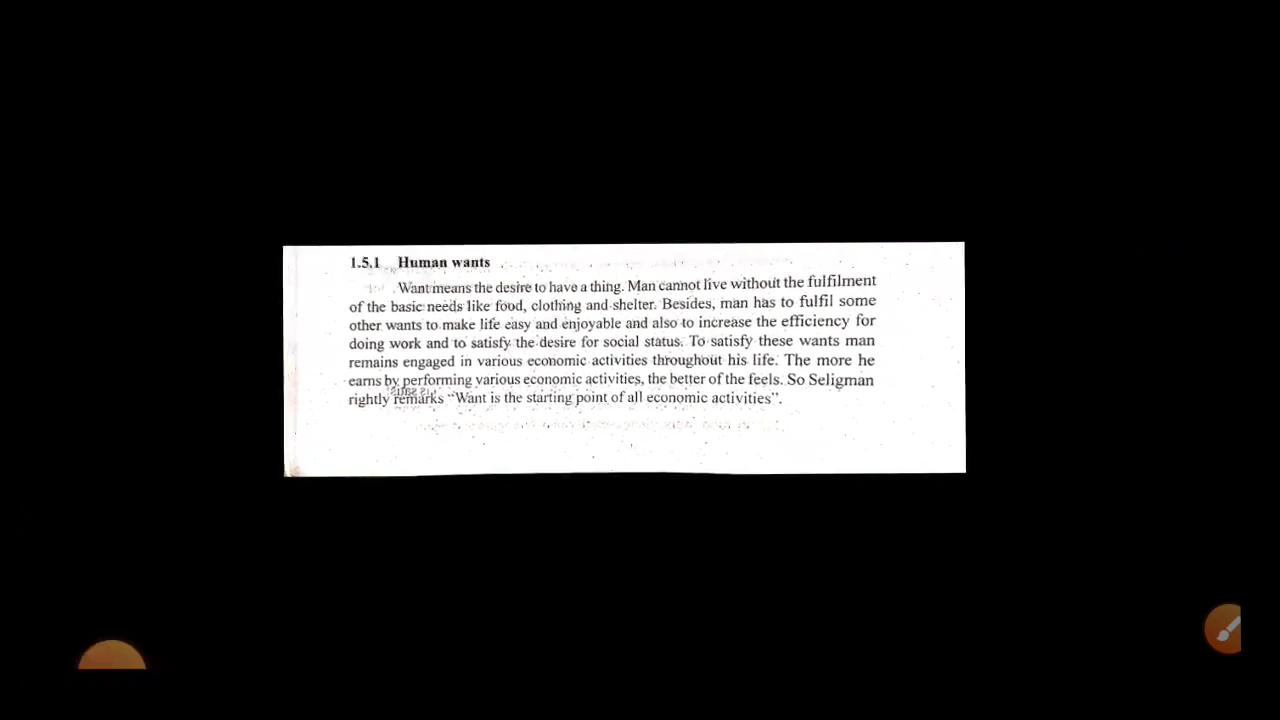 1.5.1 Human wants
Want means the desire to have a thing. Man cannot live without the fulfilment
of the basic needs like food, clothing and shelter. Besides, man has to fulfil some
other wants to make life easy and enjoyable and also to increase the efficiency for
doing work and to satisfy the desire for social status. To satisfy these wants man
remains engaged in various economic activities throughout his life. The more he
earns by performing various economic activities, the better of the feels. So Seligman
rightly remarks “Want is the starting point of all economic activities”.